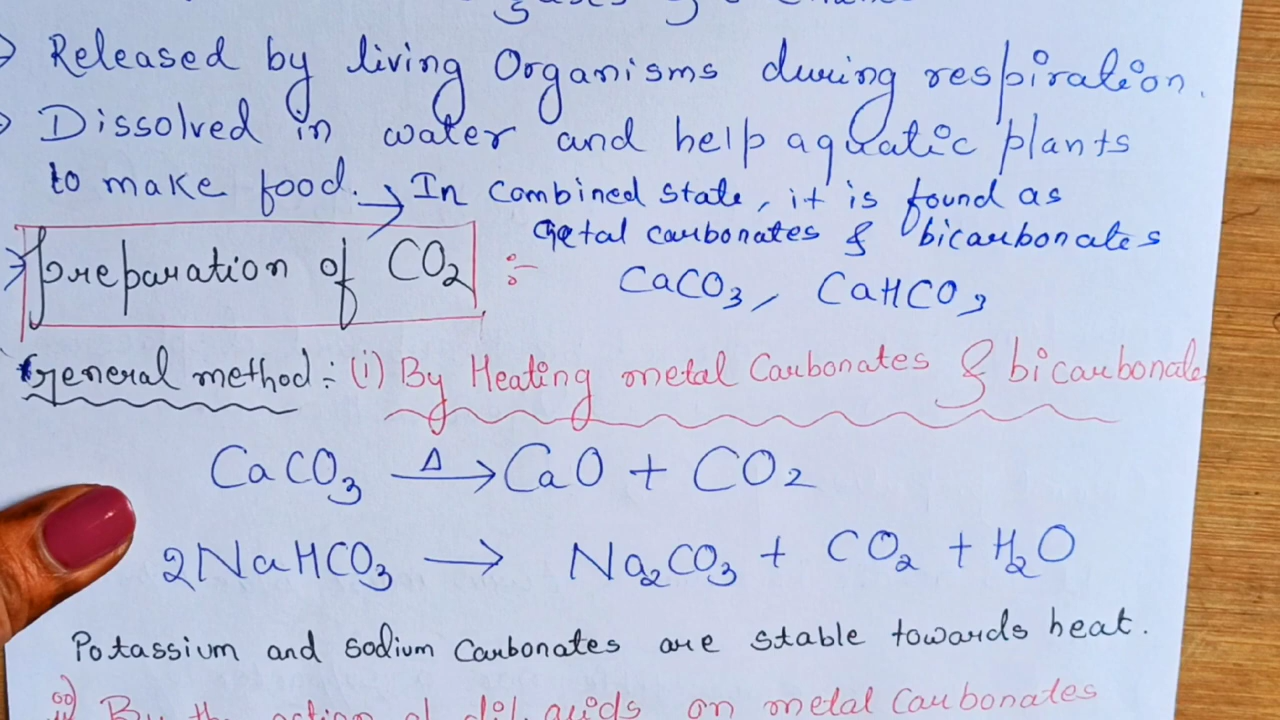 → Released by living Organisms during respiration.
→ Dissolved in water and help aquatic plants
to make food. → In Combined state, it is found as
metal carbonates & bicarbonates
→ Preparation of CO₂ :-
CaCO₃, CaHCO₃
General method :- (i) By Heating metal Carbonates & bicarbonate
CaCO₃ —Δ→ CaO + CO₂
2NaHCO₃ → Na₂CO₃ + CO₂ + H₂O
Potassium and sodium Carbonates are stable towards heat.
By the action of dil. acids on metal Carbonates